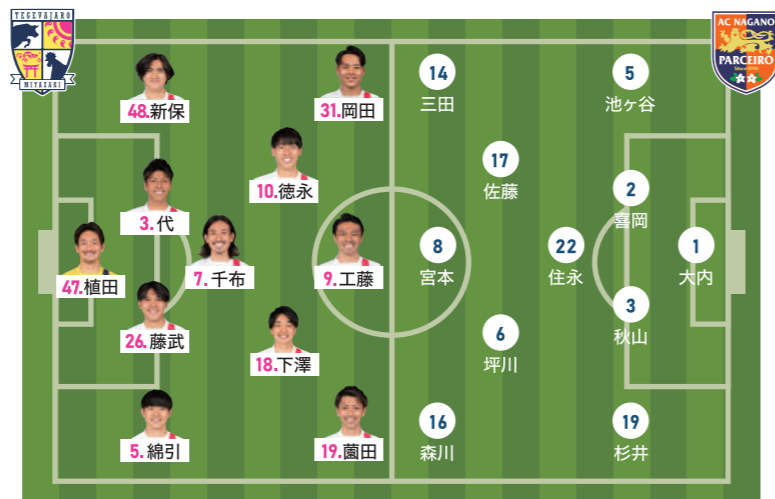 TEGEVAJARO
MIYAZAKI
AC NAGANO
PARCEIRO
48.新保
31.岡田
10.徳永
3.代
47.植田
7.千布
9.工藤
26.藤武
18.下澤
5.綿引
19.薗田
14
三田
5
池ヶ谷
17
佐藤
2
喜岡
8
宮本
22
住永
1
大内
3
秋山
6
坪川
16
森川
19
杉井